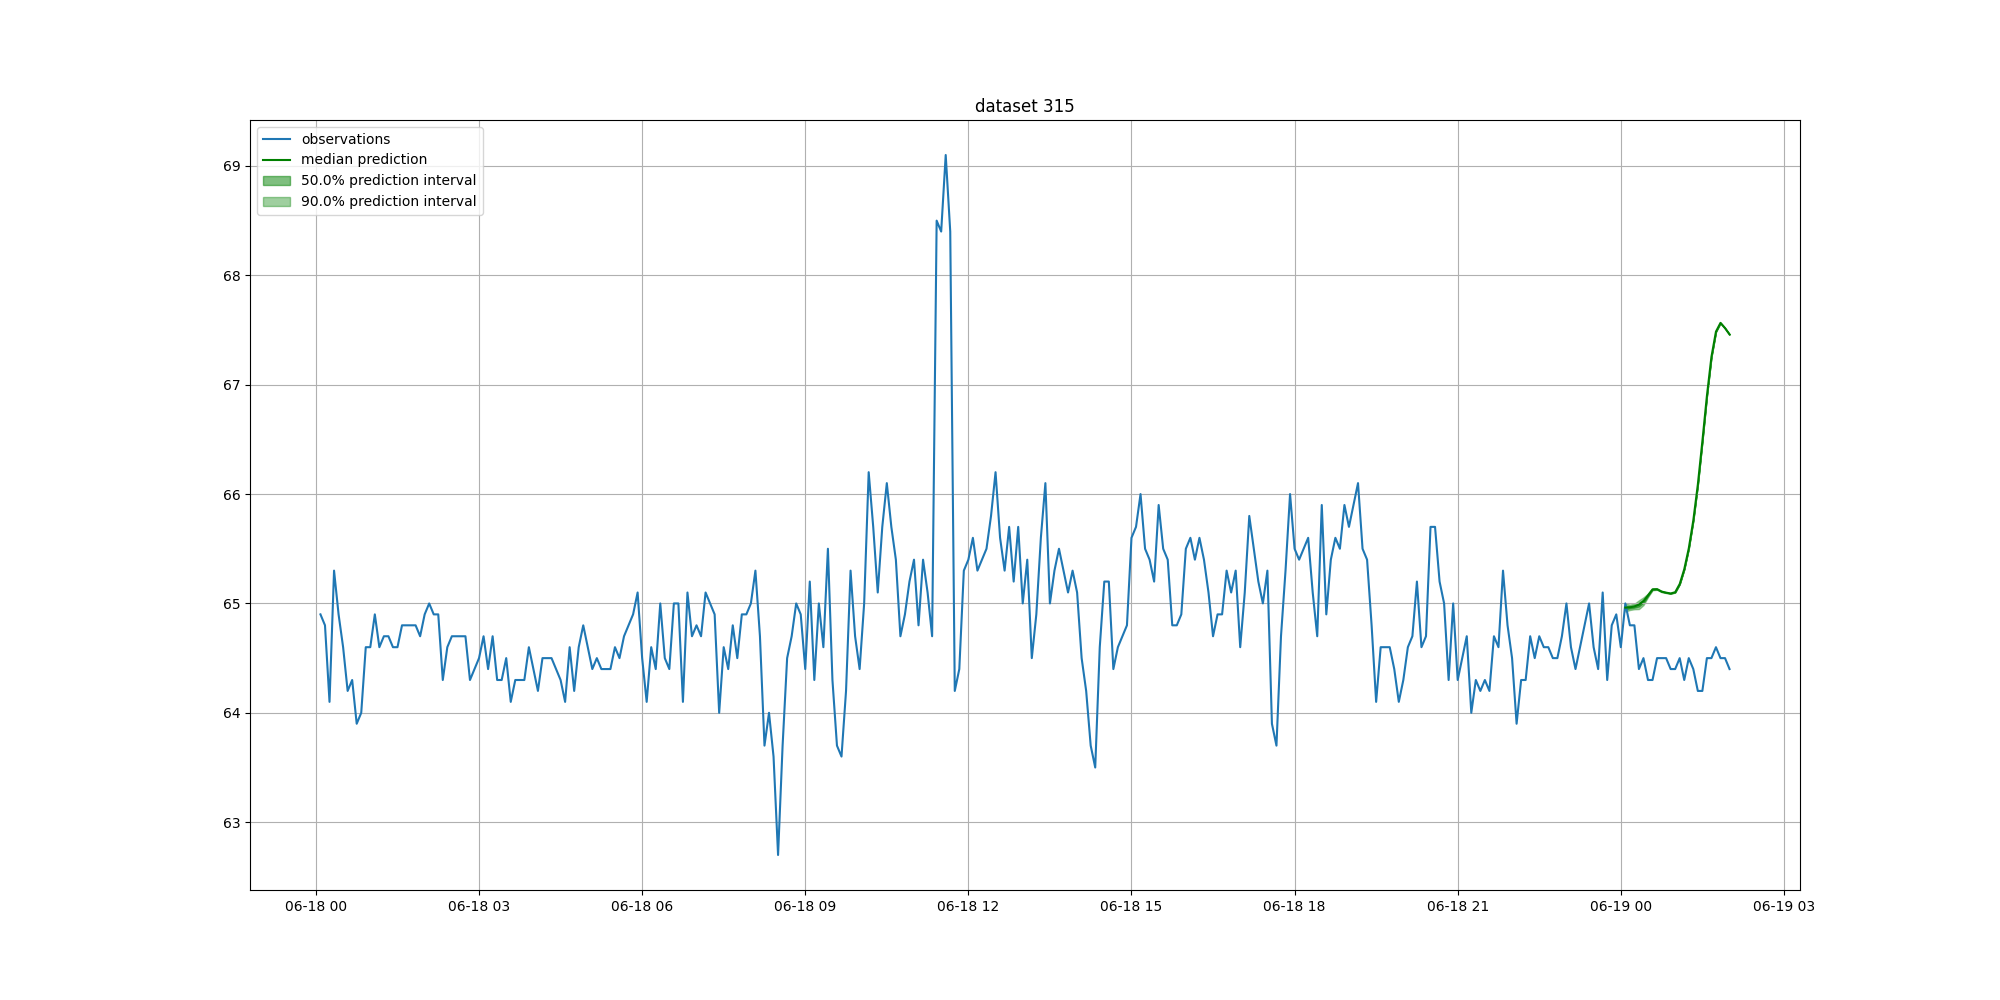 dataset 315
observations
median prediction
50.0% prediction interval
90.0% prediction interval
69
68
67
66
65
64
63
06-18 00 06-18 03 06-18 06 06-18 09 06-18 12 06-18 15 06-18 18 06-18 21 06-19 00 06-19 03